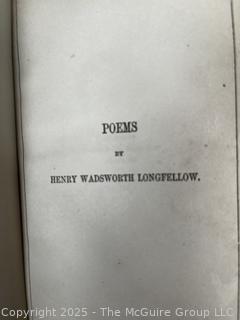 POEMS
BY
HENRY WADSWORTH LONGFELLOW.
Copyright 2025 - The McGuire Group LLC